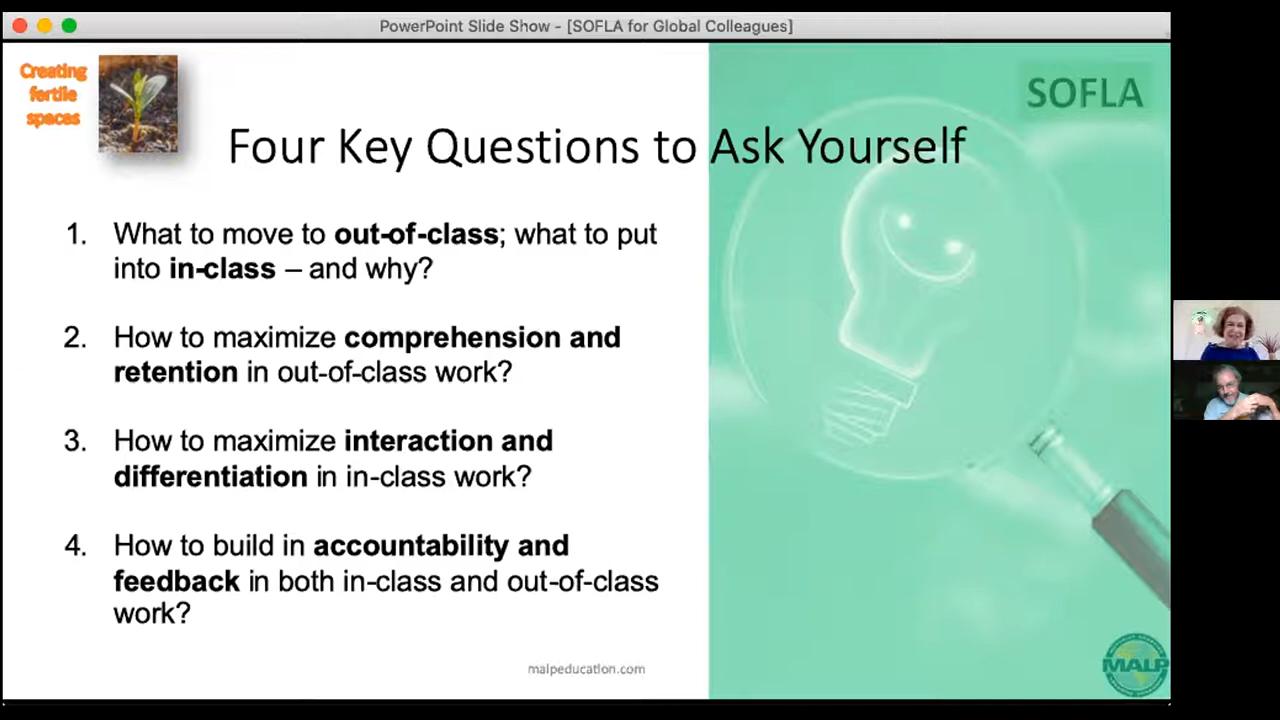 PowerPoint Slide Show - [SOFLA for Global Colleagues]
Creating
fertile
spaces
SOFLA
Four Key Questions to Ask Yourself
1. What to move to out-of-class; what to put
into in-class – and why?
2. How to maximize comprehension and
retention in out-of-class work?
3. How to maximize interaction and
differentiation in in-class work?
4. How to build in accountability and
feedback in both in-class and out-of-class
work?
malpeducation.com
MALP